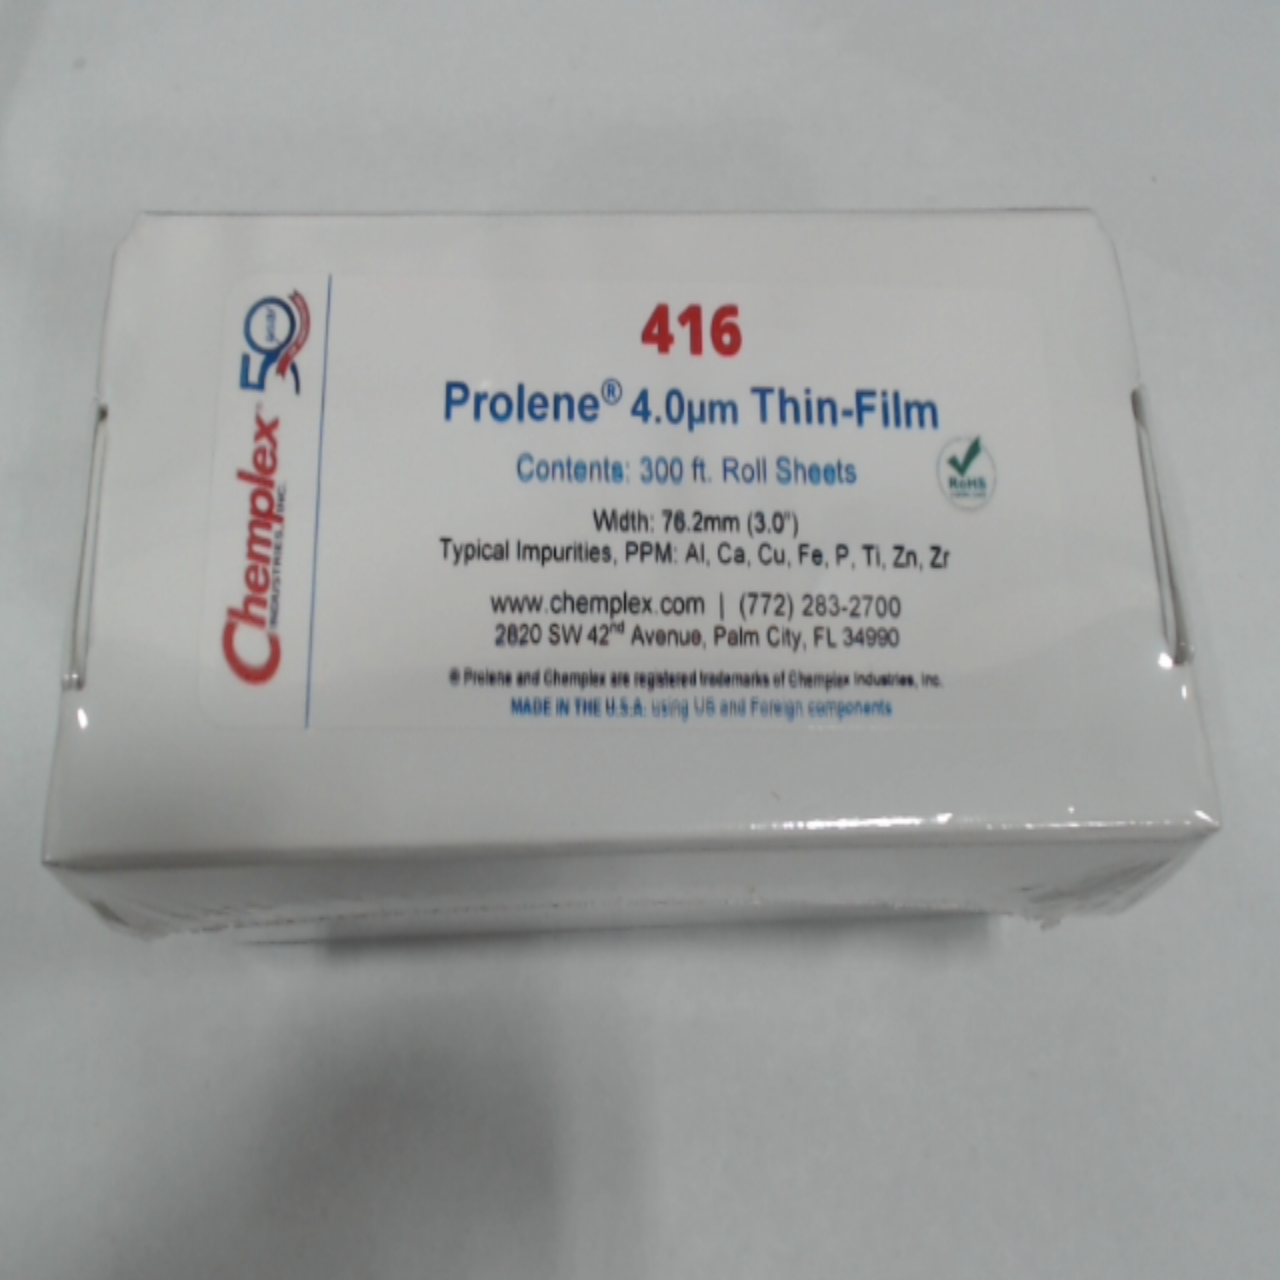 50
year
Chemplex
INDUSTRIES, INC.
416
Prolene® 4.0µm Thin-Film
Contents: 300 ft. Roll Sheets
RoHS
Width: 76.2mm (3.0")
Typical Impurities, PPM: Al, Ca, Cu, Fe, P, Ti, Zn, Zr
www.chemplex.com | (772) 283-2700
2820 SW 42nd Avenue, Palm City, FL 34990
® Prolene and Chemplex are registered trademarks of Chemplex Industries, Inc.
MADE IN THE U.S.A. using US and Foreign components